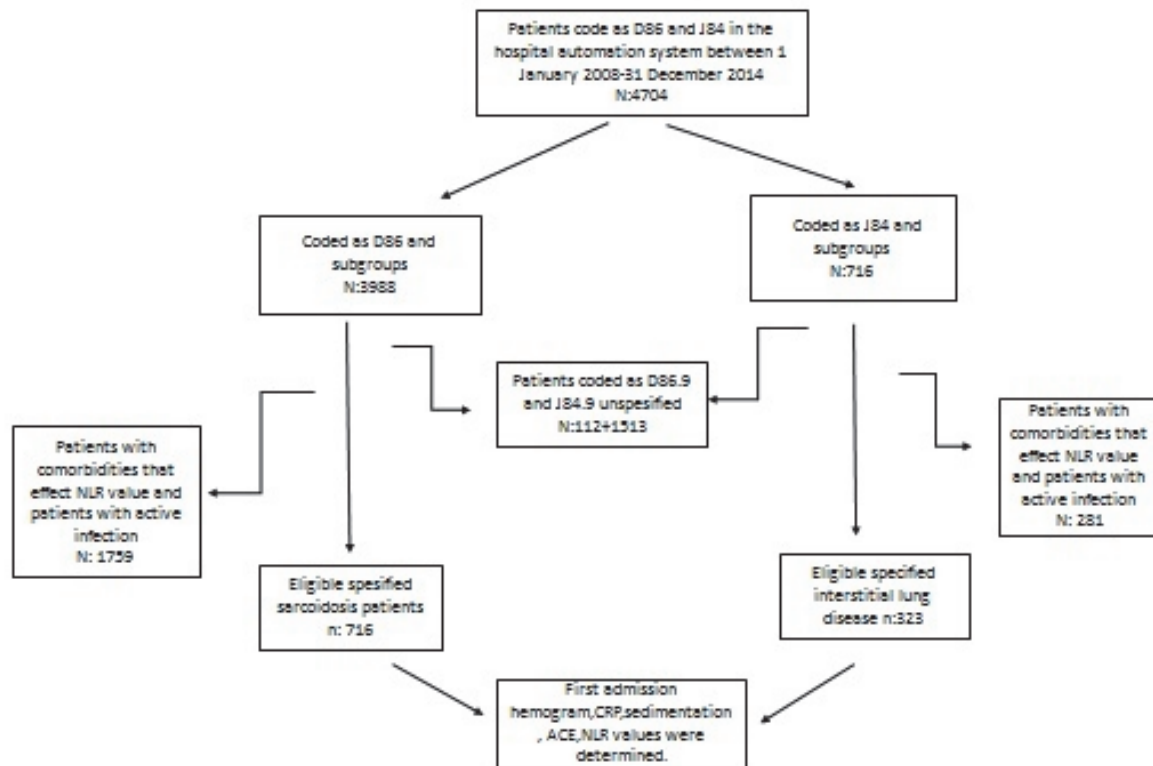 Patients code as D86 and J84 in the
hospital automation system between 1
January 2008-31 December 2014
N:4704
Coded as D86 and
subgroups
N:3988
Coded as J84 and
subgroups
N:716
Patients coded as D86.9
and J84.9 unspesified
N:112+1513
Patients with
comorbidities that
effect NLR value and
patients with active
infection
N: 1759
Patients with
comorbidities that
effect NLR value
and patients with
active infection
N: 281
Eligible spesified
sarcoidosis patients
n: 716
Eligible specified
interstitial lung
disease n:323
First admission
hemogram,CRP,sedimentation
, ACE,NLR values were
determined.